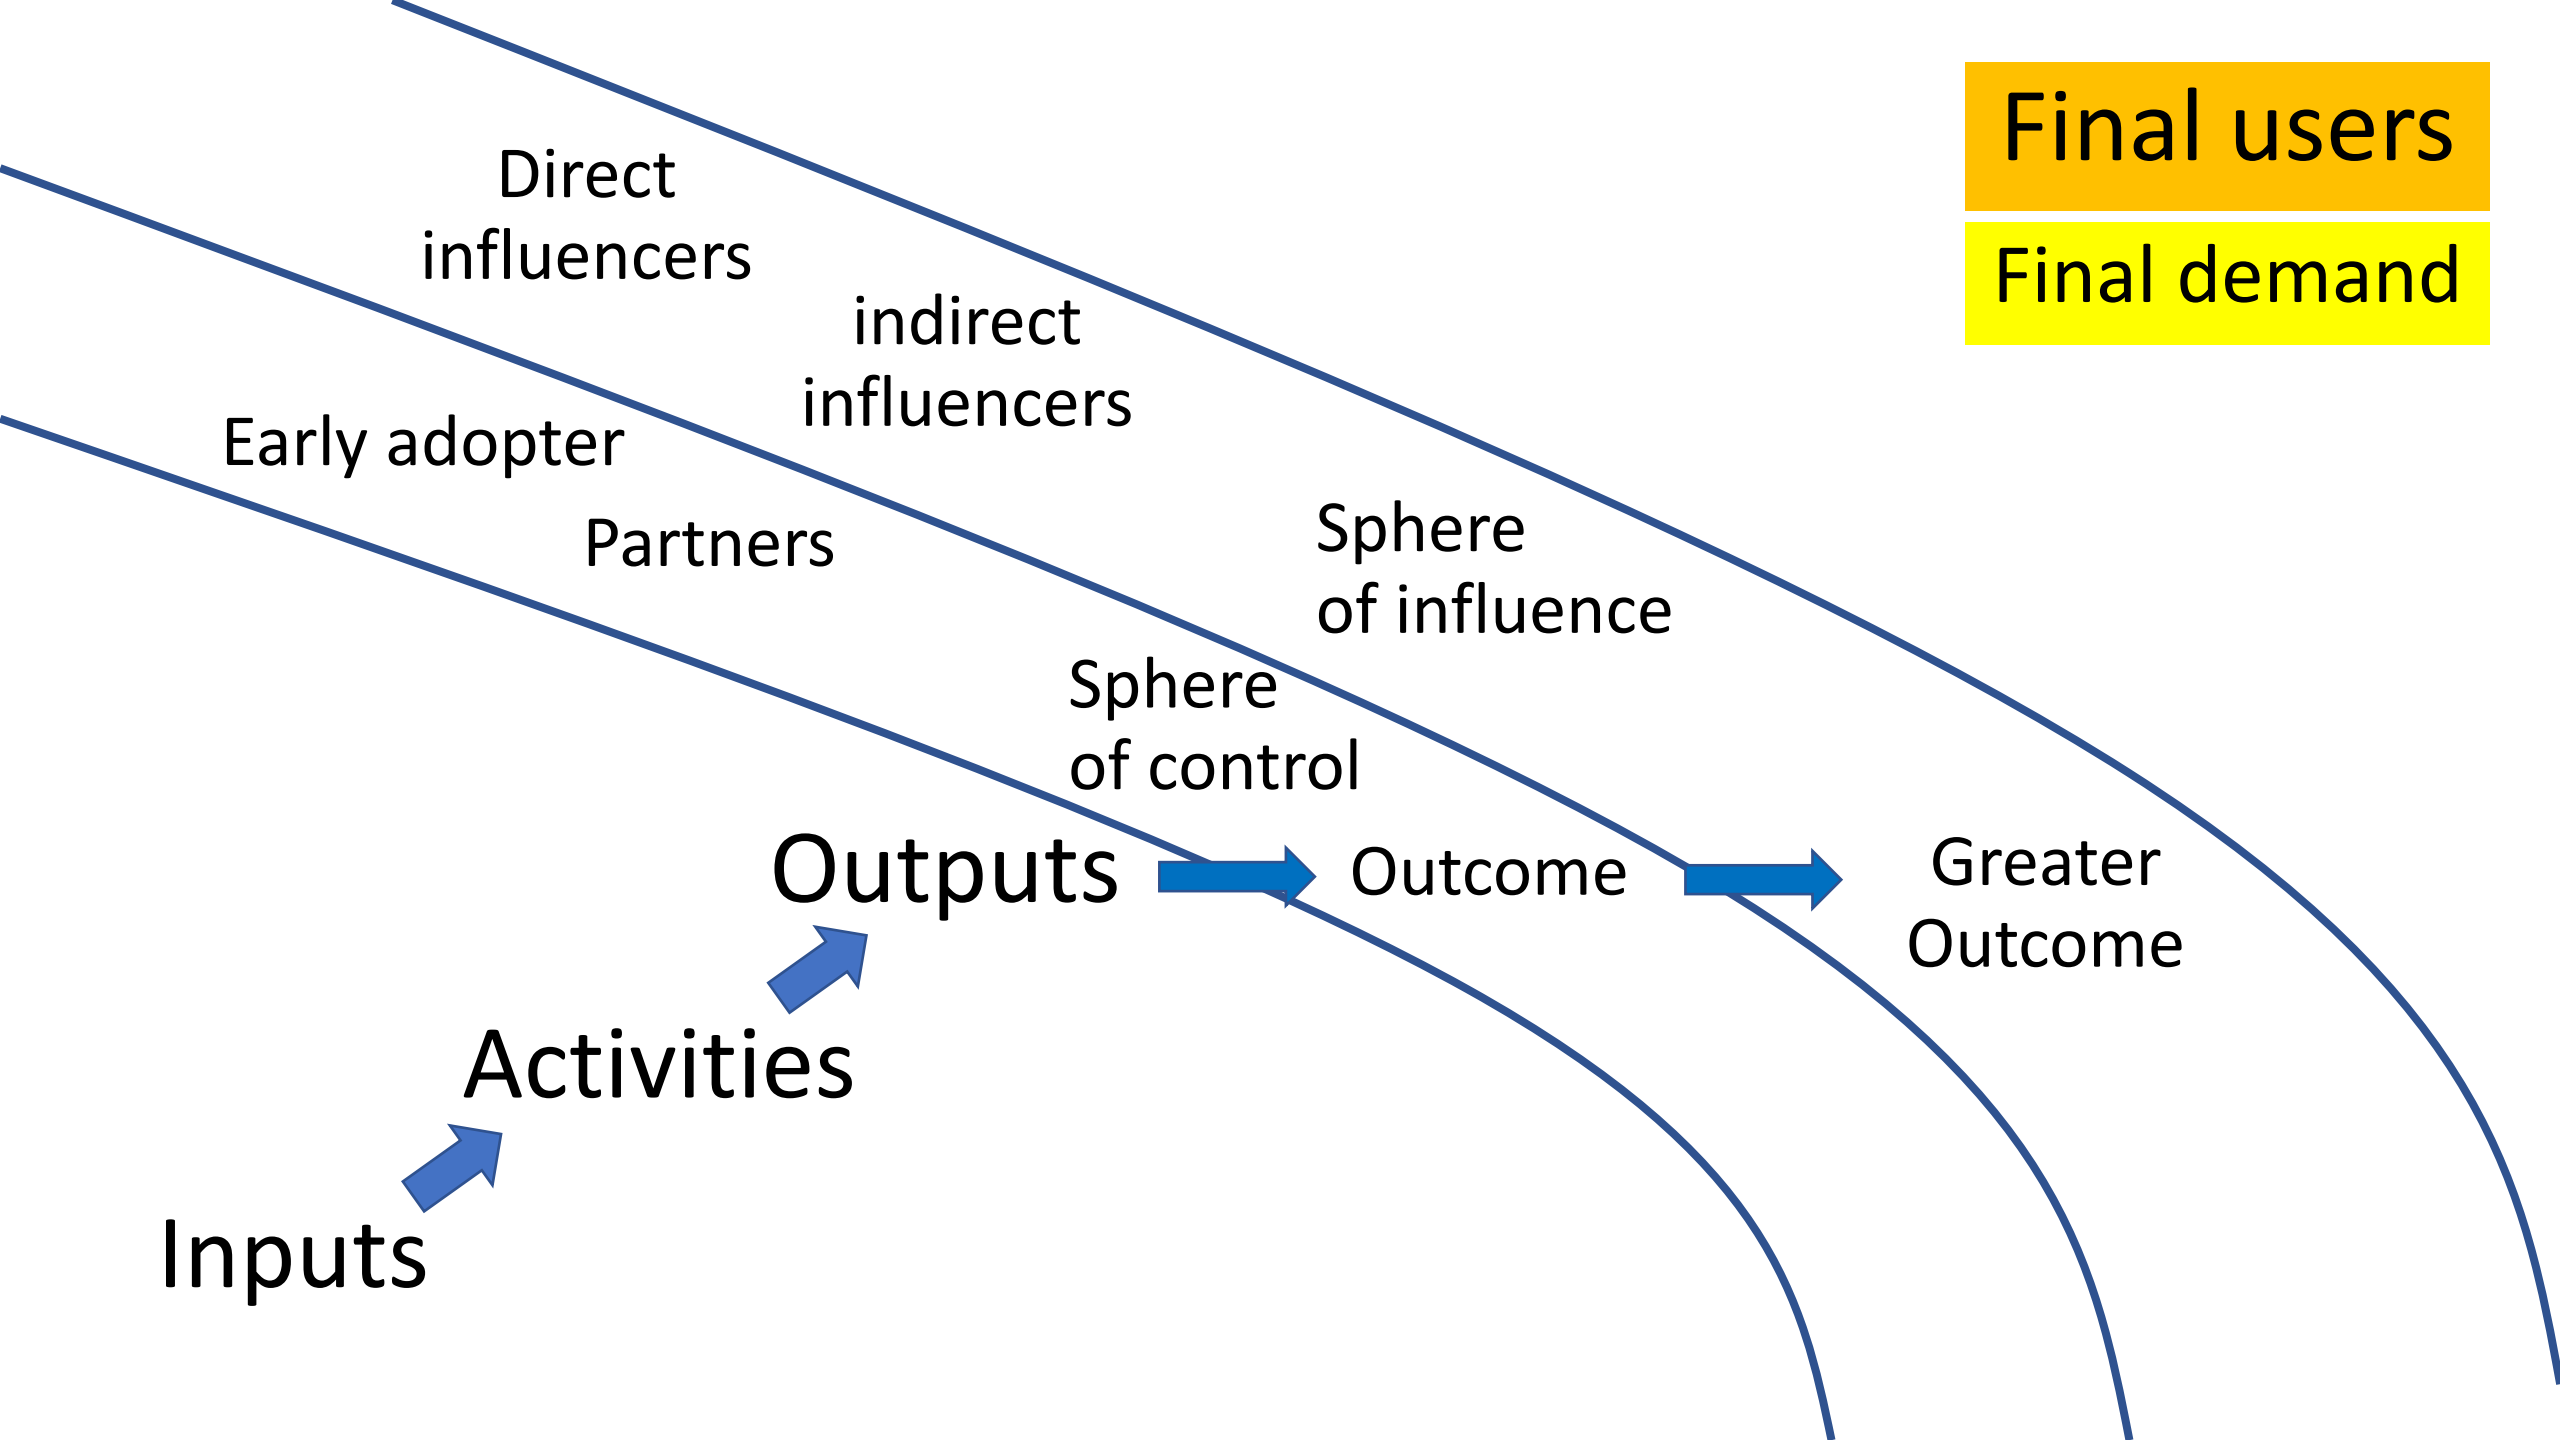 Final users
Final demand
Direct
influencers
indirect
influencers
Early adopter
Partners
Sphere
of influence
Sphere
of control
Outputs
Outcome
Greater
Outcome
Activities
Inputs